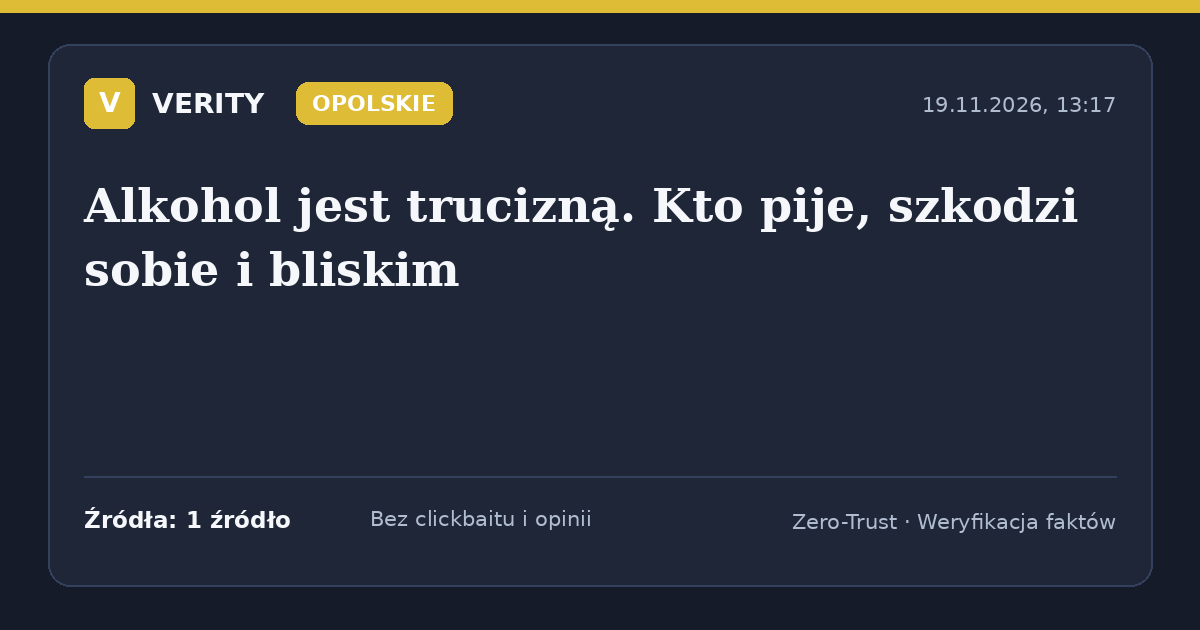 V VERITY OPOLSKIE 19.11.2026, 13:17
Alkohol jest trucizną. Kto pije, szkodzi
sobie i bliskim
Źródła: 1 źródło Bez clickbaitu i opinii Zero-Trust · Weryfikacja faktów